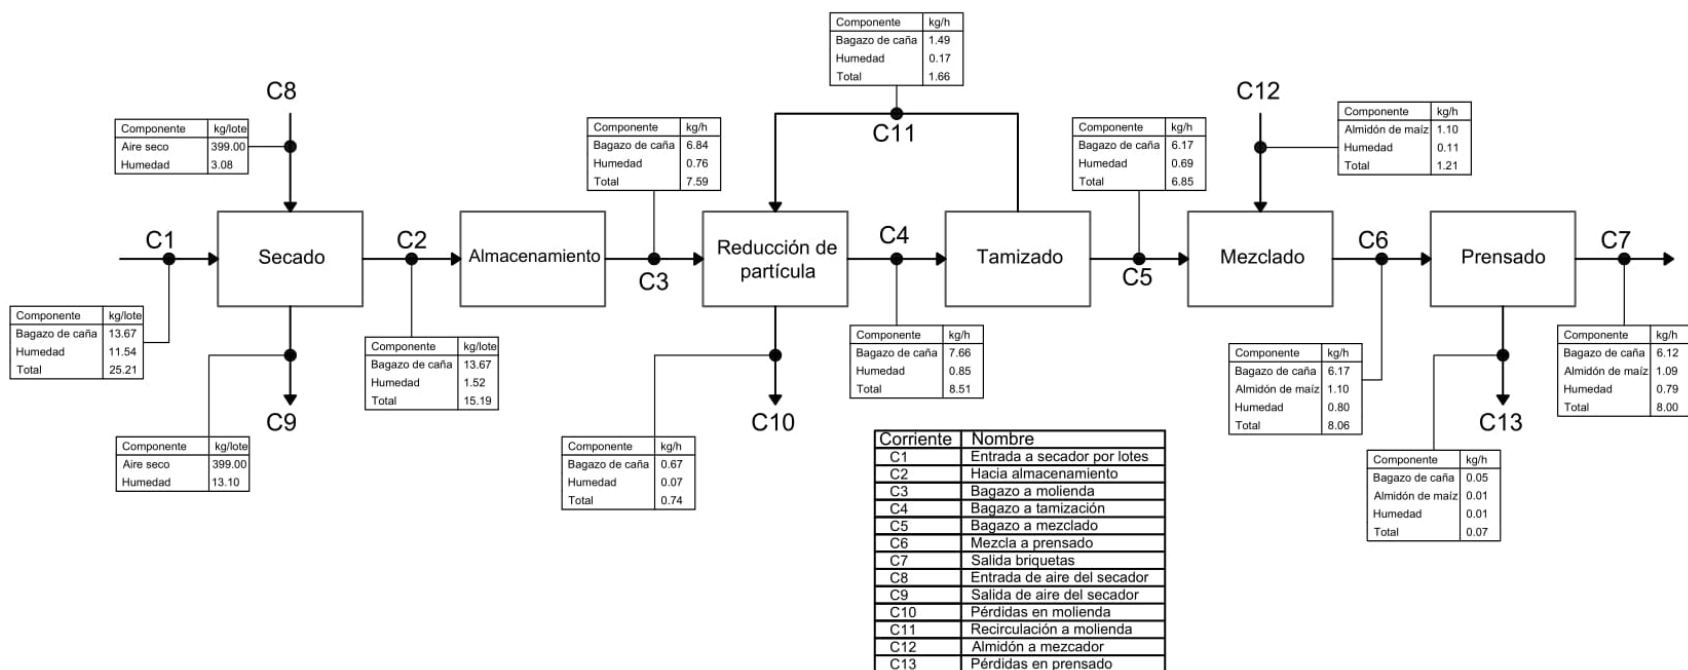 Componente kg/h
Bagazo de caña 1.49
Humedad 0.17
Total 1.66
C8
C12
Componente kg/lote
Aire seco 399.00
Humedad 3.08
Componente kg/h
Bagazo de caña 6.84
Humedad 0.76
Total 7.59
C11
Componente kg/h
Bagazo de caña 6.17
Humedad 0.69
Total 6.85
Componente kg/h
Almidón de maíz 1.10
Humedad 0.11
Total 1.21
C1
Secado
C2
Almacenamiento
C3
Reducción de
partícula
C4
Tamizado
C5
Mezclado
C6
Prensado
C7
Componente kg/lote
Bagazo de caña 13.67
Humedad 11.54
Total 25.21
Componente kg/lote
Bagazo de caña 13.67
Humedad 1.52
Total 15.19
Componente kg/h
Bagazo de caña 7.66
Humedad 0.85
Total 8.51
Componente kg/h
Bagazo de caña 6.17
Almidón de maíz 1.10
Humedad 0.80
Total 8.06
Componente kg/h
Bagazo de caña 6.12
Almidón de maíz 1.09
Humedad 0.79
Total 8.00
C9
C10
C13
Componente kg/lote
Aire seco 399.00
Humedad 13.10
Componente kg/h
Bagazo de caña 0.67
Humedad 0.07
Total 0.74
Componente kg/h
Bagazo de caña 0.05
Almidón de maíz 0.01
Humedad 0.01
Total 0.07
Corriente Nombre
C1 Entrada a secador por lotes
C2 Hacia almacenamiento
C3 Bagazo a molienda
C4 Bagazo a tamización
C5 Bagazo a mezclado
C6 Mezcla a prensado
C7 Salida briquetas
C8 Entrada de aire del secador
C9 Salida de aire del secador
C10 Pérdidas en molienda
C11 Recirculación a molienda
C12 Almidón a mezcador
C13 Pérdidas en prensado